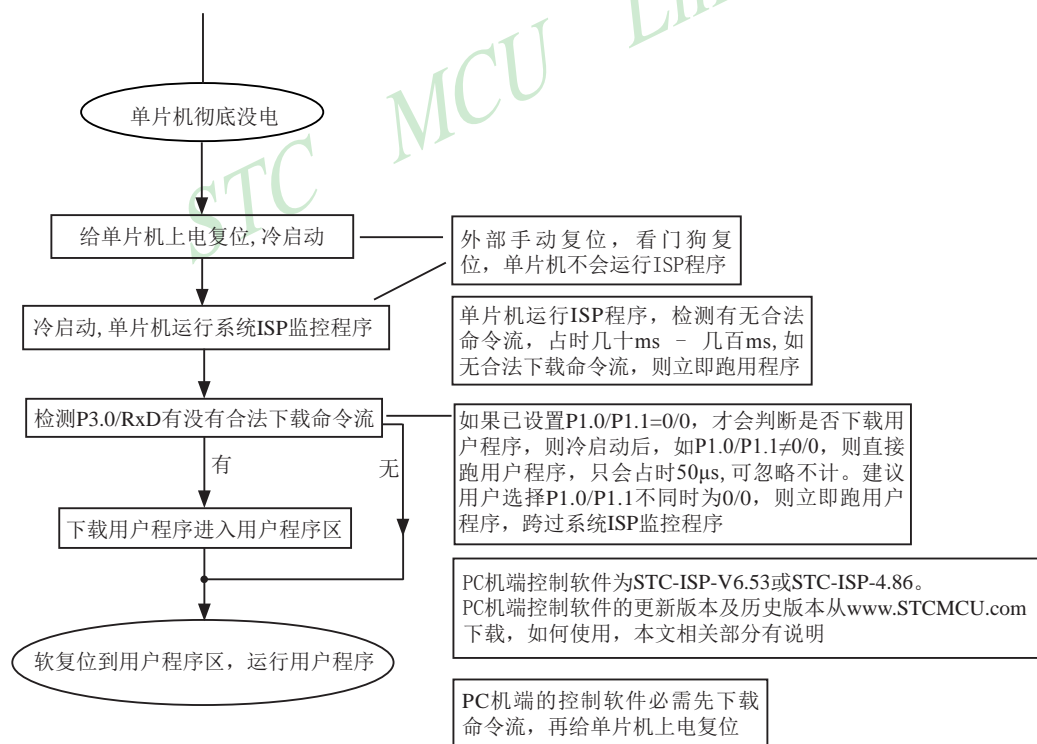 STC MCU
单片机彻底没电
给单片机上电复位,冷启动
外部手动复位，看门狗复
位，单片机不会运行ISP程序
冷启动,单片机运行系统ISP监控程序
单片机运行ISP程序，检测有无合法
命令流，占时几十ms － 几百ms,如
无合法下载命令流，则立即跑用程序
检测P3.0/RxD有没有合法下载命令流
如果已设置P1.0/P1.1=0/0，才会判断是否下载用
户程序，则冷启动后，如P1.0/P1.1≠0/0，则直接
跑用户程序，只会占时50μs,可忽略不计。建议
用户选择P1.0/P1.1不同时为0/0，则立即跑用户
程序，跨过系统ISP监控程序
有
无
下载用户程序进入用户程序区
PC机端控制软件为STC-ISP-V6.53或STC-ISP-4.86。
PC机端控制软件的更新版本及历史版本从www.STCMCU.com
下载，如何使用，本文相关部分有说明
软复位到用户程序区，运行用户程序
PC机端的控制软件必需先下载
命令流，再给单片机上电复位